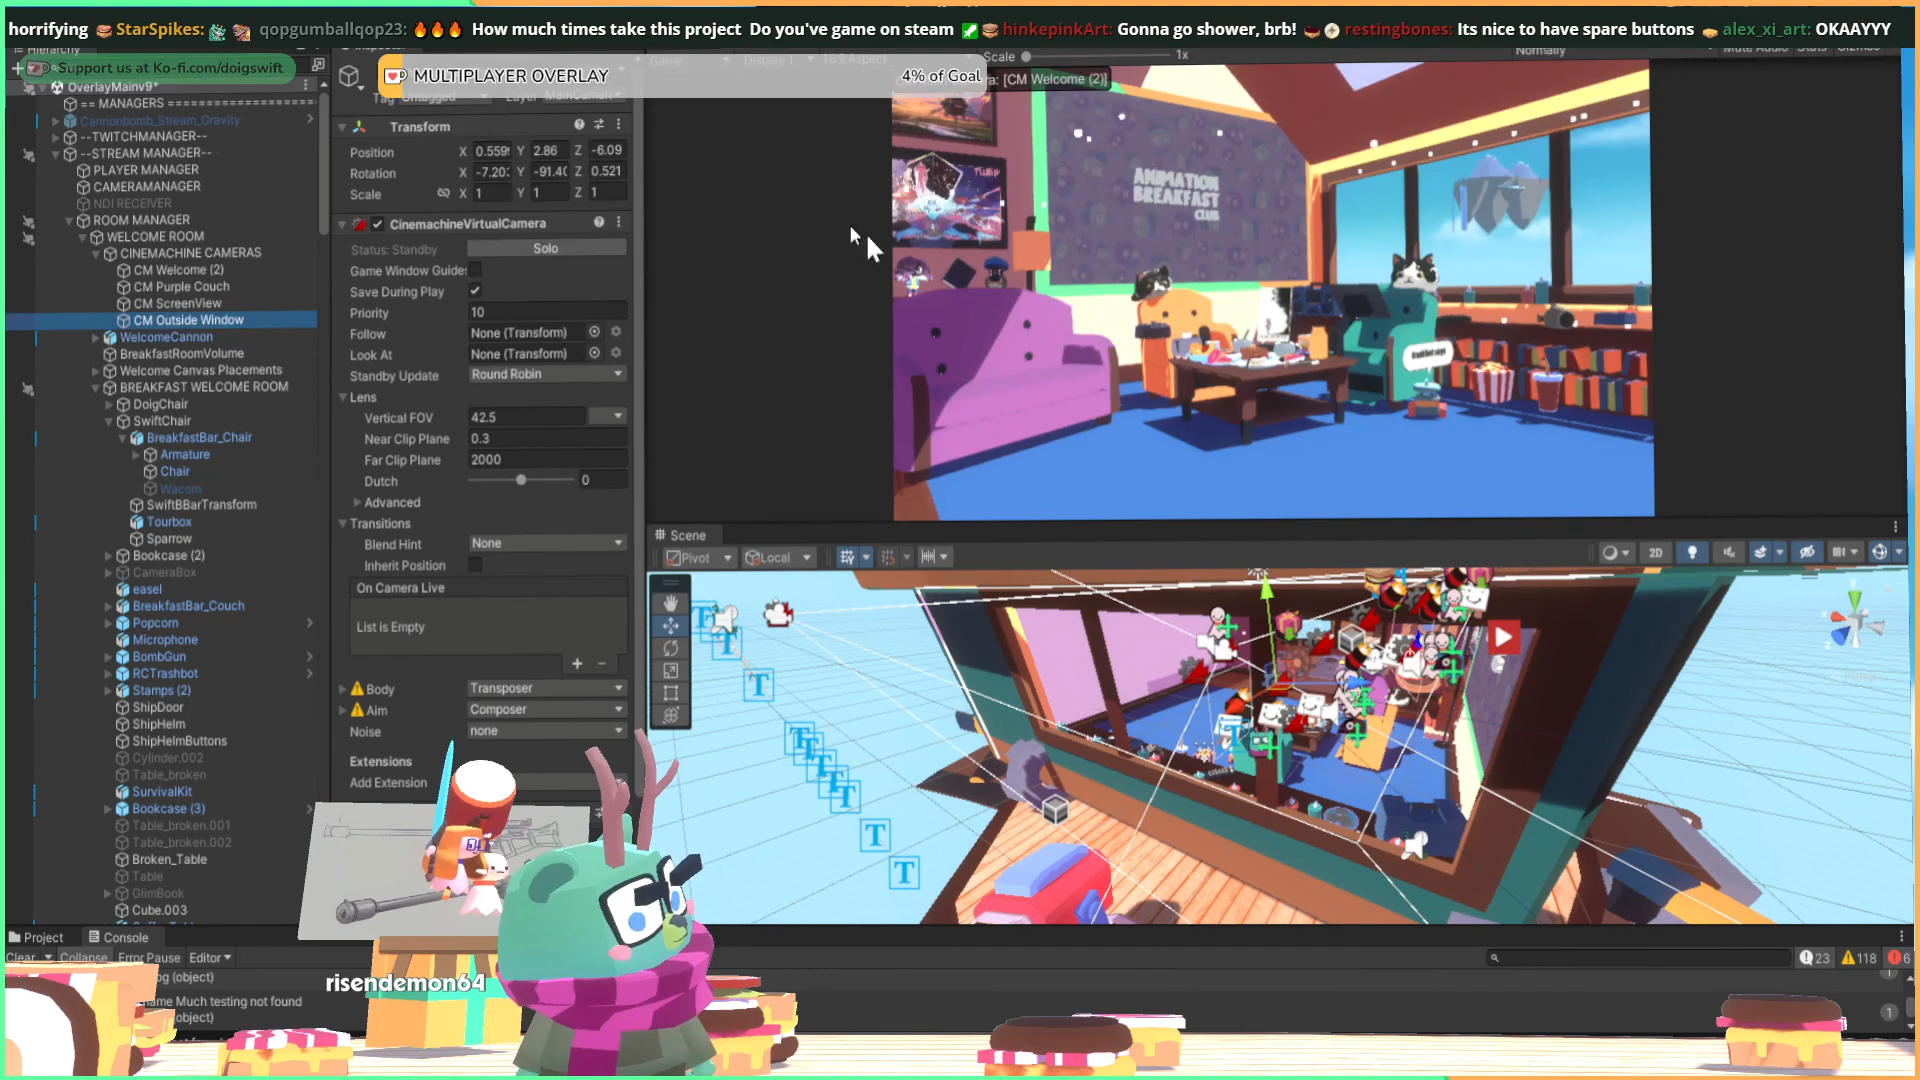 horrifying StarSpikes: qopgumballqop23: How much times take this project Do you've game on steam hinkepinkArt: Gonna go shower, brb! restingbones: Its nice to have spare buttons alex_xi_art: OKAAYYY
Hierarchy
Support us at Ko-fi.com/doigswift
MULTIPLAYER OVERLAY
4% of Goal
Game
Display 1
16:9 Aspect
Scale
1x
Normally
Mute Audio
Stats
Gizmos
[CM Welcome (2)]
OverlayMainv9*
== MANAGERS ======================
Cannonbomb_Stream_Gravity
--TWITCHMANAGER--
--STREAM MANAGER--
PLAYER MANAGER
CAMERAMANAGER
NDI RECEIVER
ROOM MANAGER
WELCOME ROOM
CINEMACHINE CAMERAS
CM Welcome (2)
CM Purple Couch
CM ScreenView
CM Outside Window
WelcomeCannon
BreakfastRoomVolume
Welcome Canvas Placements
BREAKFAST WELCOME ROOM
DoigChair
SwiftChair
BreakfastBar_Chair
Armature
Chair
Wacom
SwiftBBarTransform
Tourbox
Sparrow
Bookcase (2)
CameraBox
easel
BreakfastBar_Couch
Popcorn
Microphone
BombGun
RCTrashbot
Stamps (2)
ShipDoor
ShipHelm
ShipHelmButtons
Cylinder.002
Table_broken
SurvivalKit
Bookcase (3)
Table_broken.001
Table_broken.002
Broken_Table
Table
GlimBook
Cube.003
Tag Untagged Layer MainCamera
Transform
Position X 0.559 Y 2.86 Z -6.09
Rotation X -7.20 Y -91.40 Z 0.521
Scale X 1 Y 1 Z 1
CinemachineVirtualCamera
Status: Standby Solo
Game Window Guides
Save During Play
Priority 10
Follow None (Transform)
Look At None (Transform)
Standby Update Round Robin
Lens
Vertical FOV 42.5
Near Clip Plane 0.3
Far Clip Plane 2000
Dutch 0
Advanced
Transitions
Blend Hint None
Inherit Position
On Camera Live
List is Empty
+ −
Body Transposer
Aim Composer
Noise none
Extensions
Add Extension
ANIMATION
BREAKFAST
CLUB
Scene
Pivot Local 2D
Project Console
Clear Collapse Error Pause Editor
23 118 6
(object)
name Much testing not found
object)
1
risendemon64